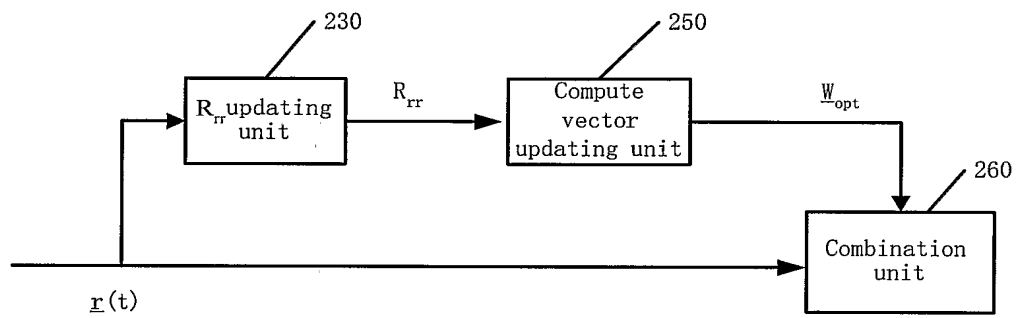 230
250
R_rr updating
unit
R_rr
Compute
vector
updating unit
W_opt
260
Combination
unit
r(t)